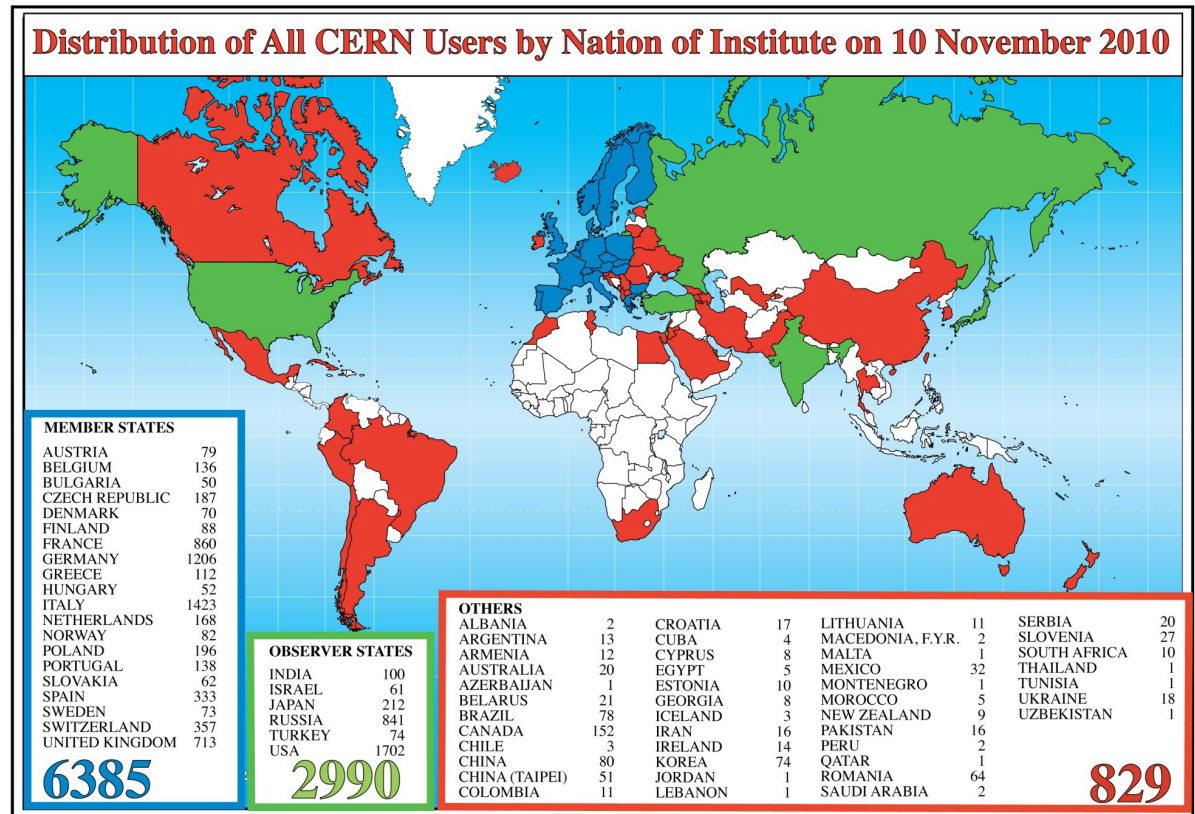 Distribution of All CERN Users by Nation of Institute on 10 November 2010
MEMBER STATES
AUSTRIA 79
BELGIUM 136
BULGARIA 50
CZECH REPUBLIC 187
DENMARK 70
FINLAND 88
FRANCE 860
GERMANY 1206
GREECE 112
HUNGARY 52
ITALY 1423
NETHERLANDS 168
NORWAY 82
POLAND 196
PORTUGAL 138
SLOVAKIA 62
SPAIN 333
SWEDEN 73
SWITZERLAND 357
UNITED KINGDOM 713
6385
OBSERVER STATES
INDIA 100
ISRAEL 61
JAPAN 212
RUSSIA 841
TURKEY 74
USA 1702
2990
OTHERS
ALBANIA 2
ARGENTINA 13
ARMENIA 12
AUSTRALIA 20
AZERBAIJAN 1
BELARUS 21
BRAZIL 78
CANADA 152
CHILE 3
CHINA 80
CHINA (TAIPEI) 51
COLOMBIA 11
CROATIA 17
CUBA 4
CYPRUS 8
EGYPT 5
ESTONIA 10
GEORGIA 8
ICELAND 3
IRAN 16
IRELAND 14
KOREA 74
JORDAN 1
LEBANON 1
LITHUANIA 11
MACEDONIA, F.Y.R. 2
MALTA 1
MEXICO 32
MONTENEGRO 1
MOROCCO 5
NEW ZEALAND 9
PAKISTAN 16
PERU 2
QATAR 1
ROMANIA 64
SAUDI ARABIA 2
SERBIA 20
SLOVENIA 27
SOUTH AFRICA 10
THAILAND 1
TUNISIA 1
UKRAINE 18
UZBEKISTAN 1
829